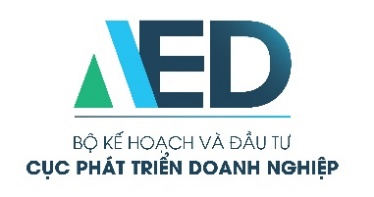 AED
BỘ KẾ HOẠCH VÀ ĐẦU TƯ
CỤC PHÁT TRIỂN DOANH NGHIỆP